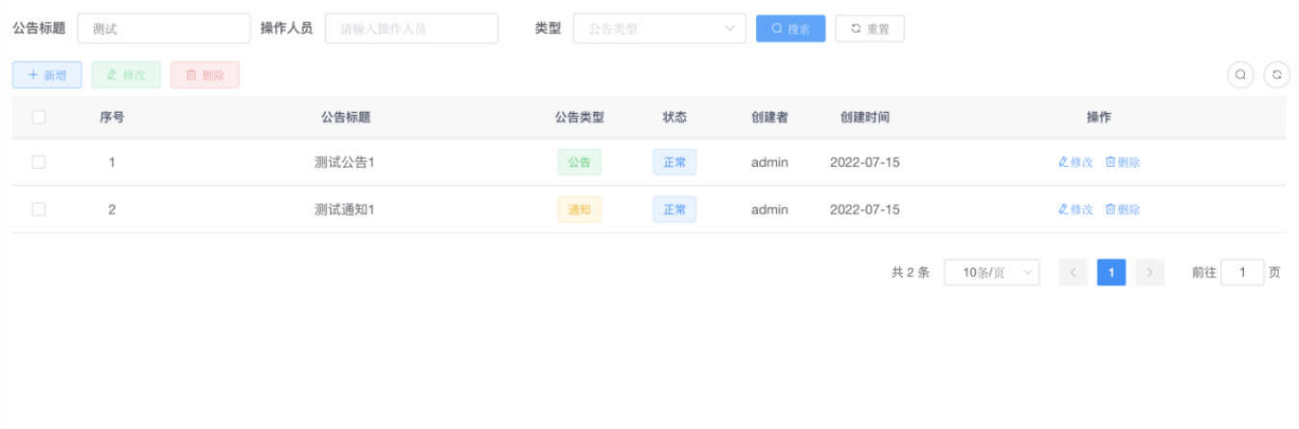 公告标题 测试 操作人员 请输入操作人员 类型 公告类型 搜索 重置
新增 修改 删除
序号 公告标题 公告类型 状态 创建者 创建时间 操作
1 测试公告1 公告 正常 admin 2022-07-15 修改 删除
2 测试通知1 通知 正常 admin 2022-07-15 修改 删除
共 2 条 10条/页 < 1 > 前往 1 页